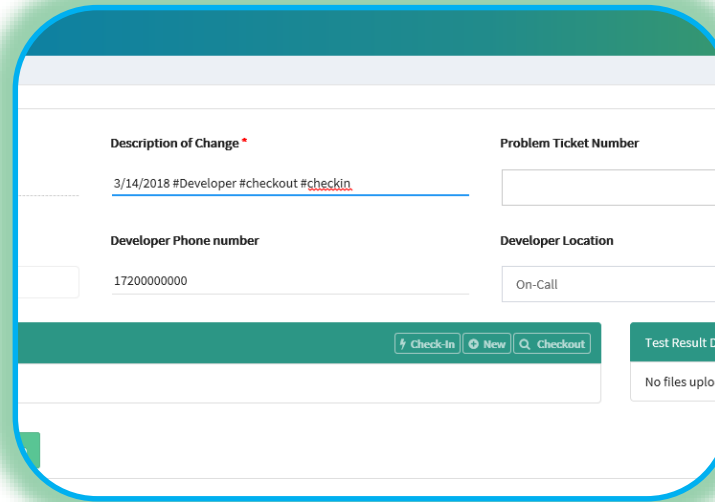 Description of Change *
Problem Ticket Number
3/14/2018 #Developer #checkout #checkin
Developer Phone number
Developer Location
17200000000
On-Call
Check-In New Checkout
Test Result D
No files uplo